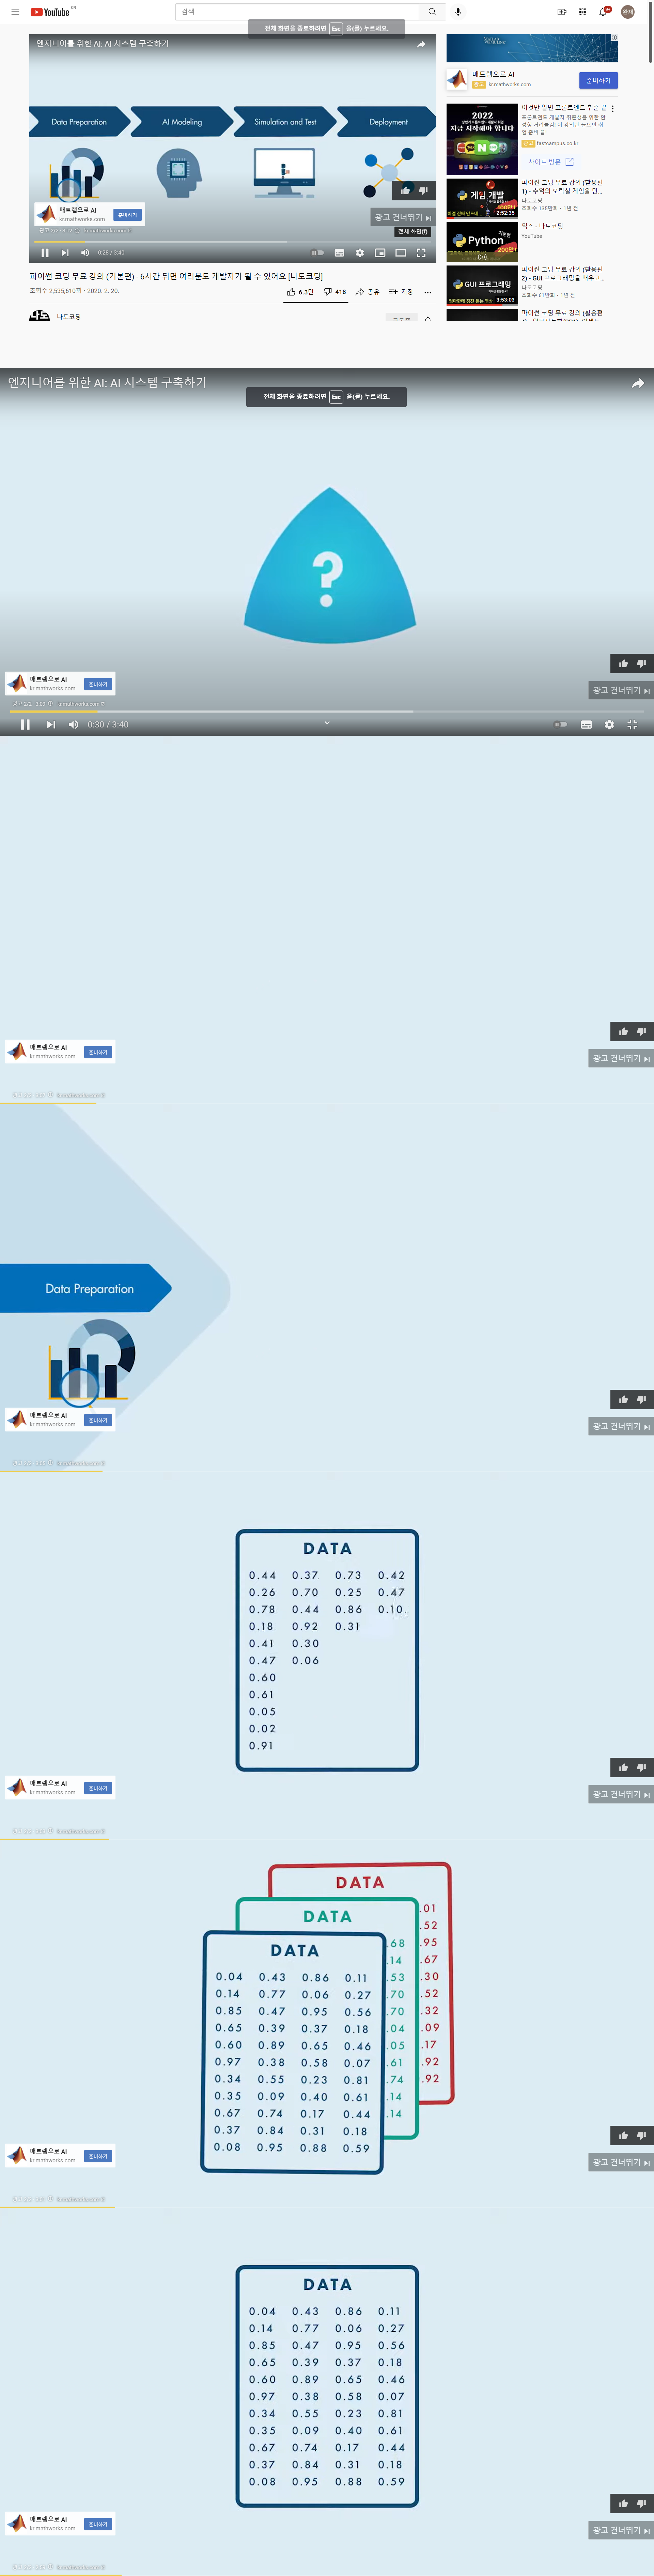 YouTube KR
검색
전체 화면을 종료하려면 Esc 을(를) 누르세요.
엔지니어를 위한 AI: AI 시스템 구축하기
Data Preparation
AI Modeling
Simulation and Test
Deployment
매트랩으로 AI
kr.mathworks.com
준비하기
광고 건너뛰기
전체 화면(f)
0:28 / 3:40
파이썬 코딩 무료 강의 (기본편) - 6시간 뒤면 여러분도 개발자가 될 수 있어요 [나도코딩]
조회수 2,535,610회 • 2020. 2. 20.
6.3만
418
공유
저장
나도코딩
매트랩으로 AI
광고 kr.mathworks.com
준비하기
2022
지금 시작해야 합니다
이것만 알면 프론트엔드 취준 끝
광고 fastcampus.co.kr
사이트 방문
게임 개발
2:52:35
파이썬 코딩 무료 강의 (활용편
1) - 추억의 오락실 게임을 만...
나도코딩
조회수 135만회 • 1년 전
Python
기본편
믹스 - 나도코딩
YouTube
GUI 프로그래밍
3:53:03
파이썬 코딩 무료 강의 (활용편
2) - GUI 프로그래밍을 배우고...
나도코딩
조회수 61만회 • 1년 전
파이썬 코딩 무료 강의 (활용편
엔지니어를 위한 AI: AI 시스템 구축하기
전체 화면을 종료하려면 Esc 을(를) 누르세요.
?
매트랩으로 AI
kr.mathworks.com
준비하기
광고 건너뛰기
0:30 / 3:40
매트랩으로 AI
kr.mathworks.com
준비하기
광고 건너뛰기
Data Preparation
매트랩으로 AI
kr.mathworks.com
준비하기
광고 건너뛰기
DATA
0.44 0.37 0.73 0.42
0.26 0.70 0.25 0.47
0.78 0.44 0.86 0.10
0.18 0.92 0.31
0.41 0.30
0.47 0.06
0.60
0.61
0.05
0.02
0.91
매트랩으로 AI
kr.mathworks.com
준비하기
광고 건너뛰기
DATA
.01
.52
.95
.67
.30
.52
.32
.09
.17
.92
.92
DATA
.68
.14
.53
.70
.70
.04
.05
.61
.74
.14
.14
DATA
0.04 0.43 0.86 0.11
0.14 0.77 0.06 0.27
0.85 0.47 0.95 0.56
0.65 0.39 0.37 0.18
0.60 0.89 0.65 0.46
0.97 0.38 0.58 0.07
0.34 0.55 0.23 0.81
0.35 0.09 0.40 0.61
0.67 0.74 0.17 0.44
0.37 0.84 0.31 0.18
0.08 0.95 0.88 0.59
매트랩으로 AI
kr.mathworks.com
준비하기
광고 건너뛰기
DATA
0.04 0.43 0.86 0.11
0.14 0.77 0.06 0.27
0.85 0.47 0.95 0.56
0.65 0.39 0.37 0.18
0.60 0.89 0.65 0.46
0.97 0.38 0.58 0.07
0.34 0.55 0.23 0.81
0.35 0.09 0.40 0.61
0.67 0.74 0.17 0.44
0.37 0.84 0.31 0.18
0.08 0.95 0.88 0.59
매트랩으로 AI
kr.mathworks.com
준비하기
광고 건너뛰기